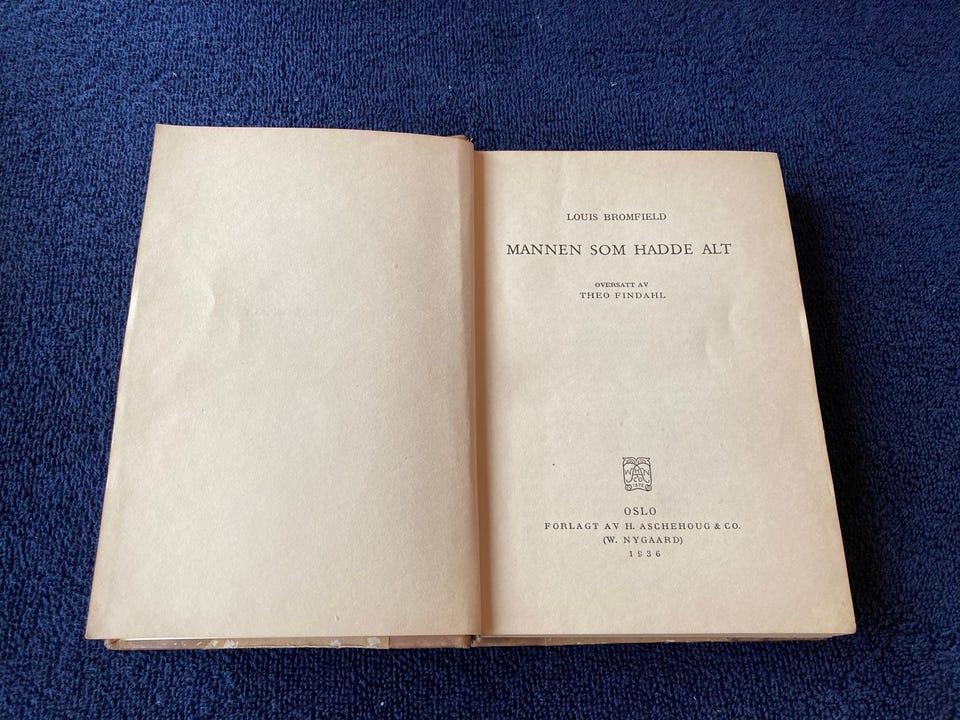 LOUIS BROMFIELD
MANNEN SOM HADDE ALT
OVERSATT AV
THEO FINDAHL
OSLO
FORLAGT AV H. ASCHEHOUG & CO.
(W. NYGAARD)
1936